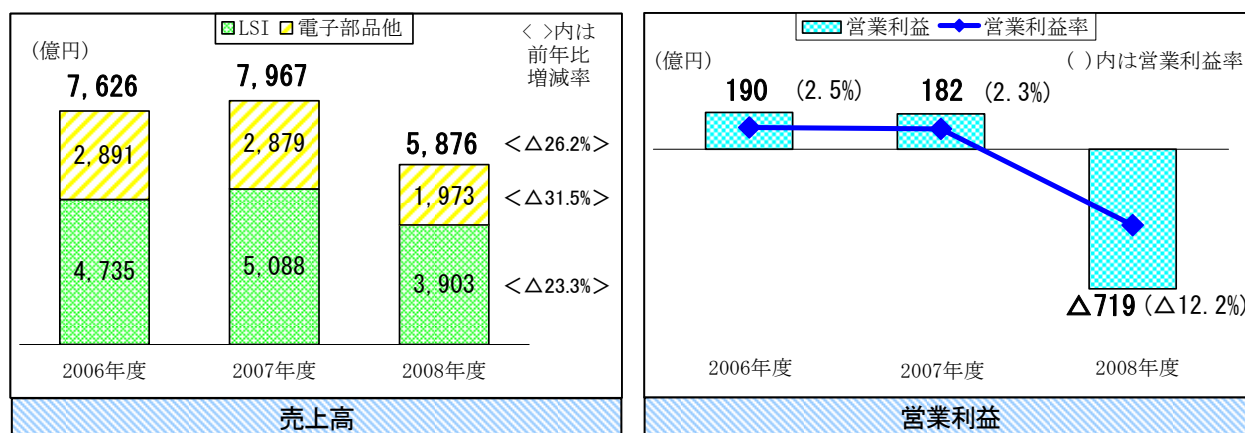 LSI 電子部品他
(億円)
< >内は
前年比
増減率
7,626
7,967
5,876
2,891
2,879
1,973
4,735
5,088
3,903
<△26.2%>
<△31.5%>
<△23.3%>
2006年度 2007年度 2008年度
売上高
営業利益 営業利益率
(億円)
( )内は営業利益率
190 (2.5%)
182 (2.3%)
△719 (△12.2%)
2006年度 2007年度 2008年度
営業利益